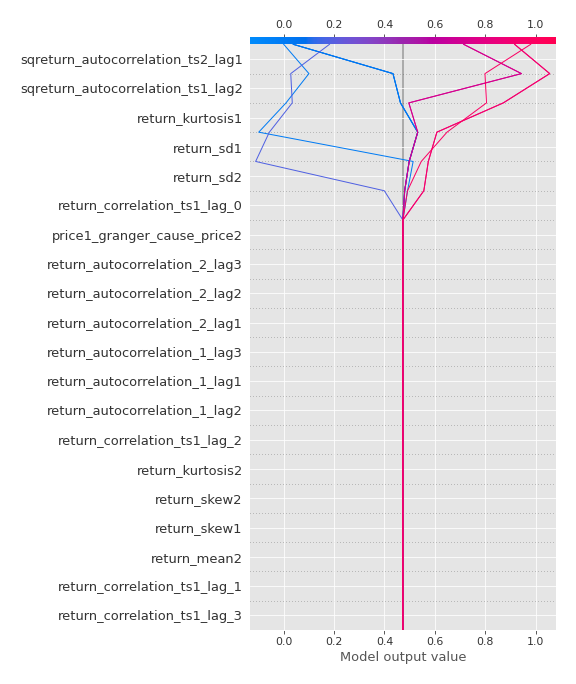 0.0 0.2 0.4 0.6 0.8 1.0
sqreturn_autocorrelation_ts2_lag1
sqreturn_autocorrelation_ts1_lag2
return_kurtosis1
return_sd1
return_sd2
return_correlation_ts1_lag_0
price1_granger_cause_price2
return_autocorrelation_2_lag3
return_autocorrelation_2_lag2
return_autocorrelation_2_lag1
return_autocorrelation_1_lag3
return_autocorrelation_1_lag1
return_autocorrelation_1_lag2
return_correlation_ts1_lag_2
return_kurtosis2
return_skew2
return_skew1
return_mean2
return_correlation_ts1_lag_1
return_correlation_ts1_lag_3
0.0 0.2 0.4 0.6 0.8 1.0
Model output value